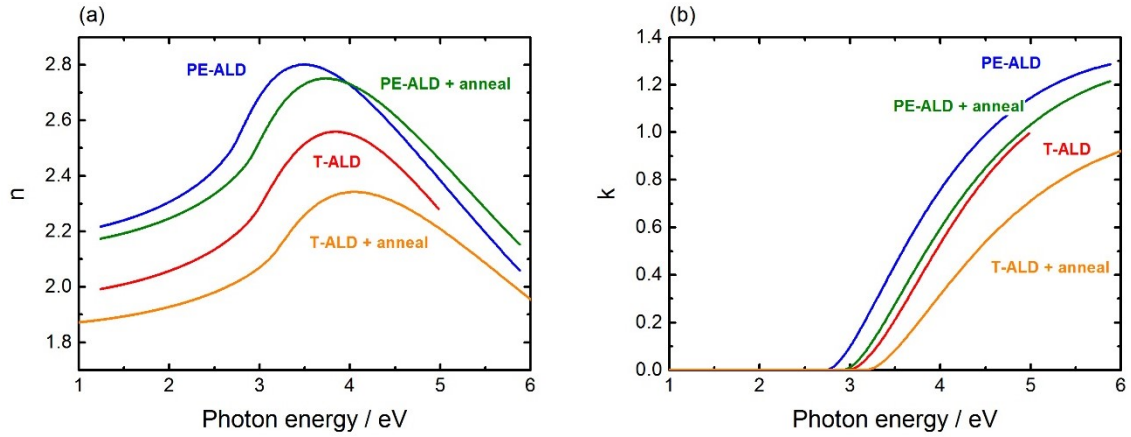 (a)
n
2.8
2.6
2.4
2.2
2.0
1.8
PE-ALD
PE-ALD + anneal
T-ALD
T-ALD + anneal
1 2 3 4 5 6
Photon energy / eV
(b)
k
1.4
1.2
1.0
0.8
0.6
0.4
0.2
0.0
PE-ALD
PE-ALD + anneal
T-ALD
T-ALD + anneal
1 2 3 4 5 6
Photon energy / eV